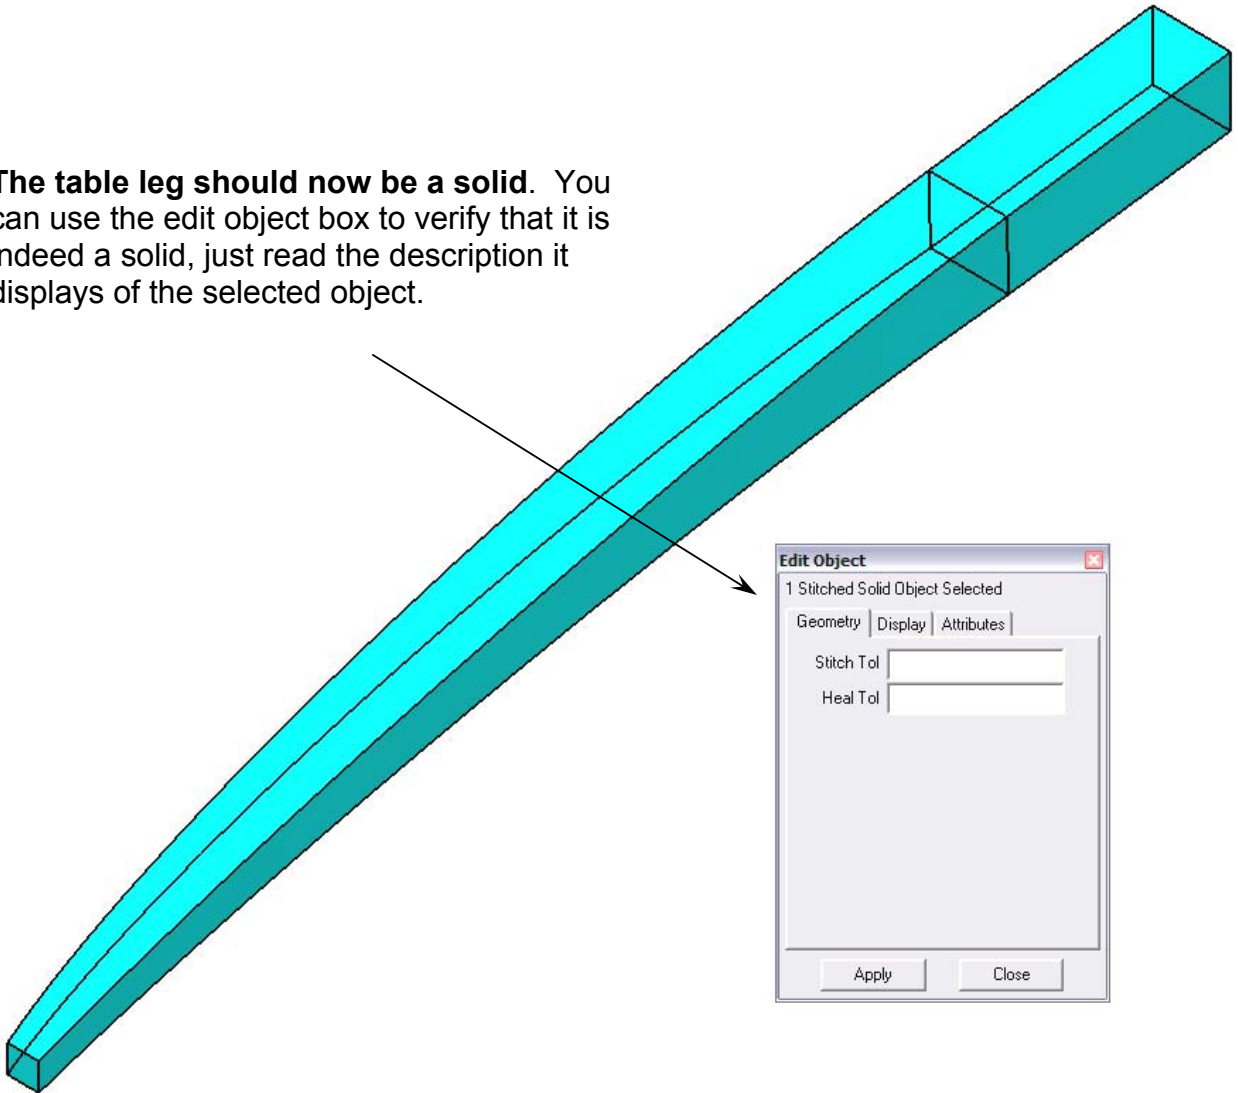 The table leg should now be a solid. You
can use the edit object box to verify that it is
indeed a solid, just read the description it
displays of the selected object.
Edit Object
1 Stitched Solid Object Selected
Geometry Display Attributes
Stitch Tol
Heal Tol
Apply Close